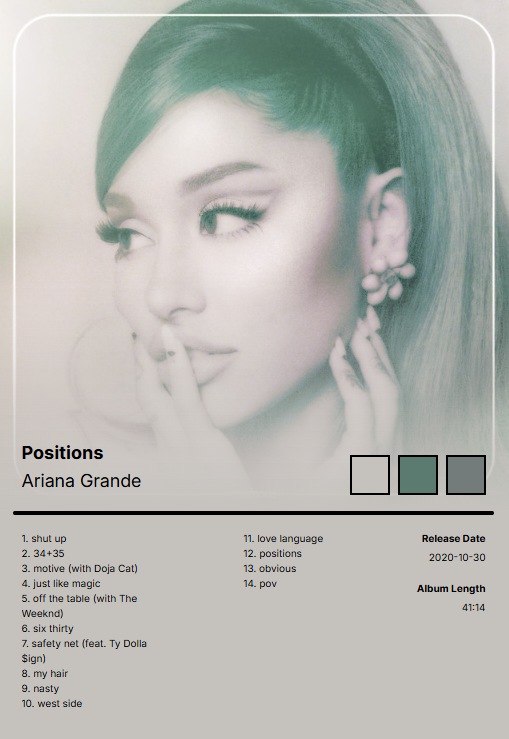 Positions
Ariana Grande
1. shut up
2. 34+35
3. motive (with Doja Cat)
4. just like magic
5. off the table (with The
Weeknd)
6. six thirty
7. safety net (feat. Ty Dolla
$ign)
8. my hair
9. nasty
10. west side
11. love language
12. positions
13. obvious
14. pov
Release Date
2020-10-30
Album Length
41:14